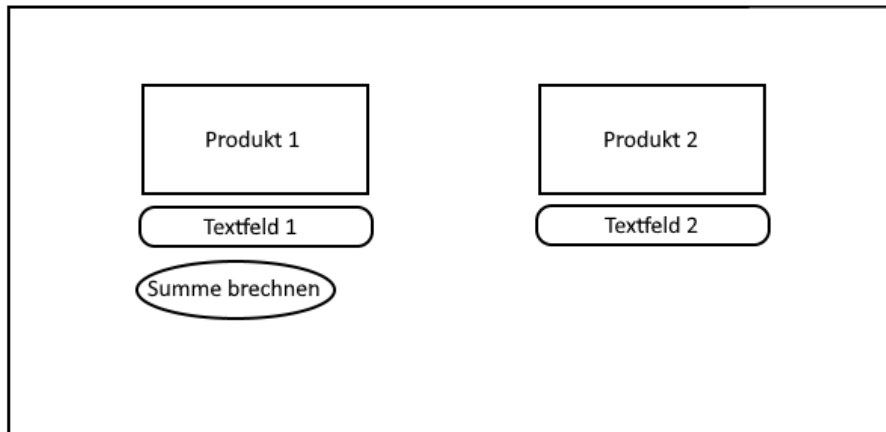 Produkt 1
Produkt 2
Textfeld 1
Textfeld 2
Summe brechnen